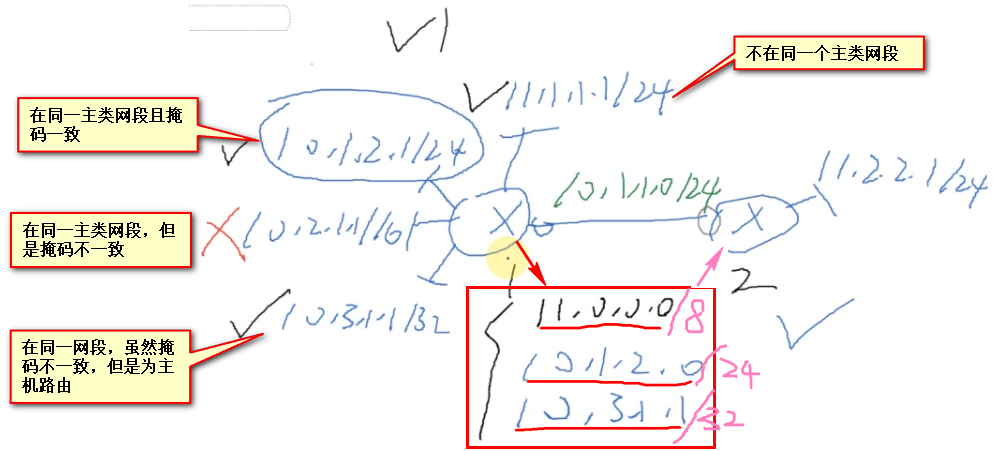 √1
不在同一个主类网段
11.1.1.1/24
在同一主类网段且掩
码一致
10.1.2.1/24
10.1.1.0/24
11.2.2.1/24
在同一主类网段，但
是掩码不一致
10.2.1.1/16
X
X
1
2
11.0.0.0/8
10.3.1.1/32
10.1.2.0/24
在同一网段，虽然掩
码不一致，但是为主
机路由
10.3.1.1/32